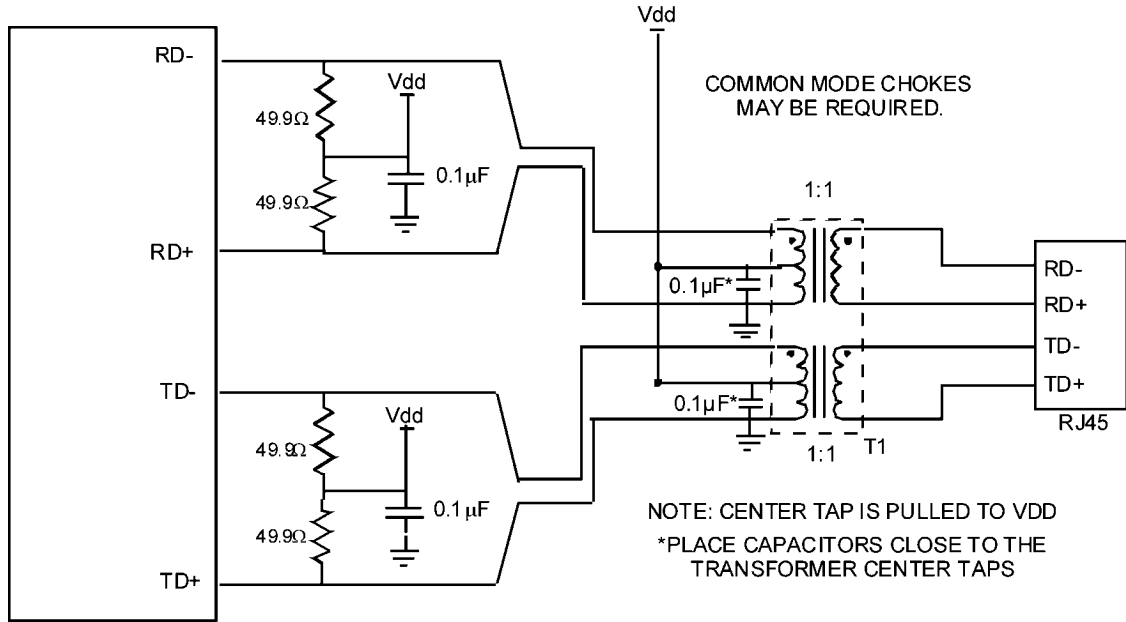 Vdd
RD-
Vdd
COMMON MODE CHOKES
MAY BE REQUIRED.
49.9Ω
0.1µF
49.9Ω
1:1
RD+
RD-
0.1µF*
RD+
TD-
TD-
TD+
Vdd
0.1µF*
RJ45
49.9Ω
1:1
T1
0.1µF
NOTE: CENTER TAP IS PULLED TO VDD
49.9Ω
*PLACE CAPACITORS CLOSE TO THE
TRANSFORMER CENTER TAPS
TD+